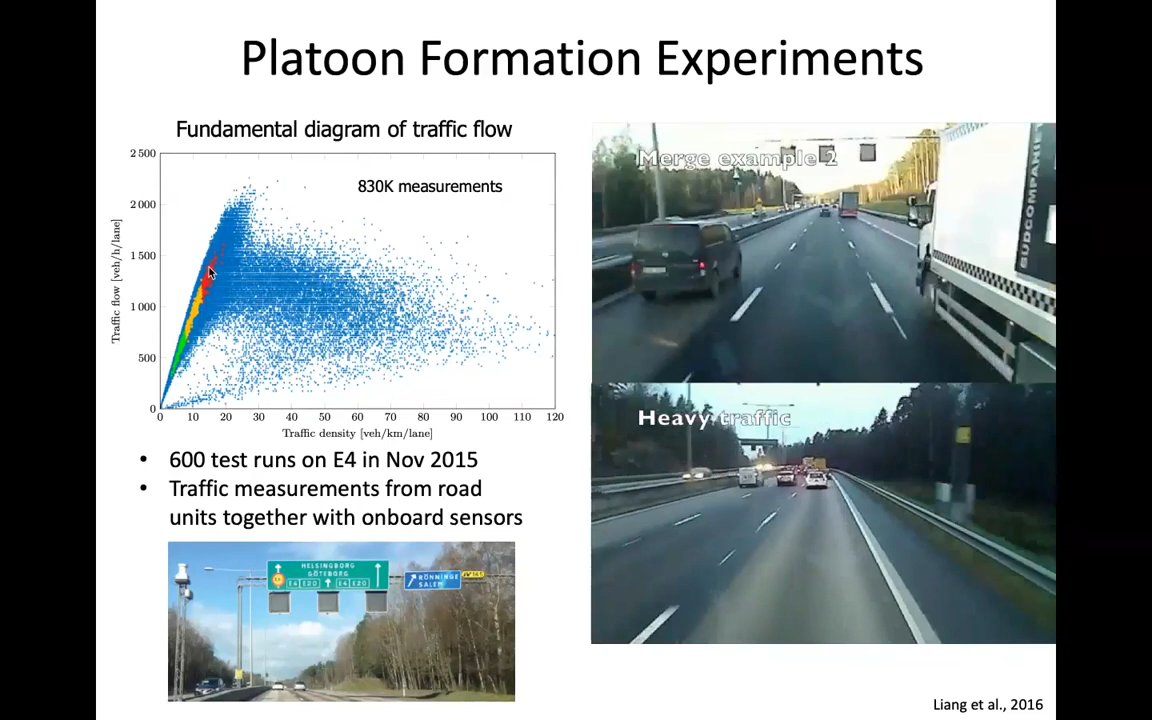 Platoon Formation Experiments
Fundamental diagram of traffic flow
2 500
2 000
1 500
1 000
500
0
Traffic flow [veh/h/lane]
830K measurements
0 10 20 30 40 50 60 70 80 90 100 110 120
Traffic density [veh/km/lane]
• 600 test runs on E4 in Nov 2015
• Traffic measurements from road
units together with onboard sensors
HELSINGBORG
GÖTEBORG
E4 E20
E4 E20
RÖNNINGE
SALEM
Merge example 2
SUDCOMPANIE
Heavy traffic
Liang et al., 2016